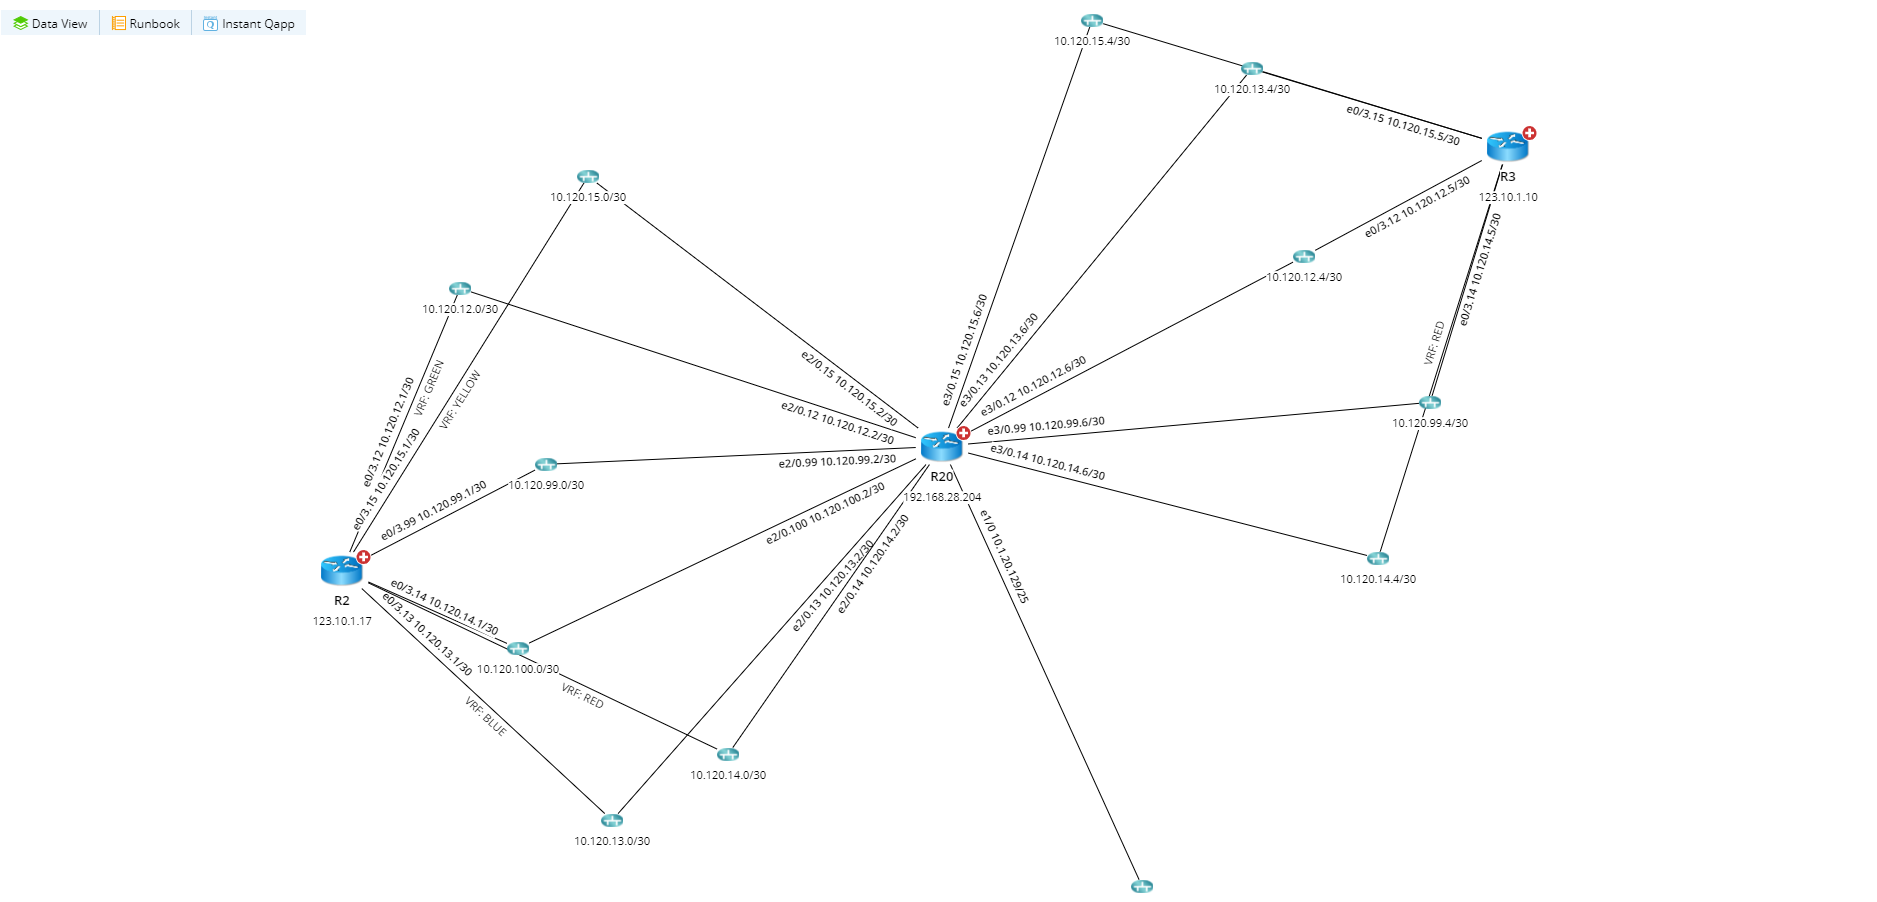 Data View
Runbook
Instant Qapp
10.120.15.4/30
10.120.13.4/30
e0/3.15 10.120.15.5/30
R3
123.10.1.10
10.120.15.0/30
e0/3.12 10.120.12.5/30
e0/3.14 10.120.14.5/30
10.120.12.4/30
10.120.12.0/30
VRF: RED
e3/0.15 10.120.15.6/30
e3/0.13 10.120.13.6/30
e2/0.15 10.120.15.2/30
e3/0.12 10.120.12.6/30
VRF: GREEN
VRF: YELLOW
e0/3.12 10.120.12.1/30
e0/3.15 10.120.15.1/30
e2/0.12 10.120.12.2/30
e3/0.99 10.120.99.6/30
10.120.99.4/30
e2/0.99 10.120.99.2/30
e3/0.14 10.120.14.6/30
R20
192.168.28.204
10.120.99.0/30
e0/3.99 10.120.99.1/30
e2/0.100 10.120.100.2/30
e1/0 10.1.20.129/25
e2/0.13 10.120.13.2/30
e2/0.14 10.120.14.2/30
10.120.14.4/30
R2
123.10.1.17
e0/3.14 10.120.14.1/30
e0/3.13 10.120.13.1/30
10.120.100.0/30
VRF: RED
VRF: BLUE
10.120.14.0/30
10.120.13.0/30